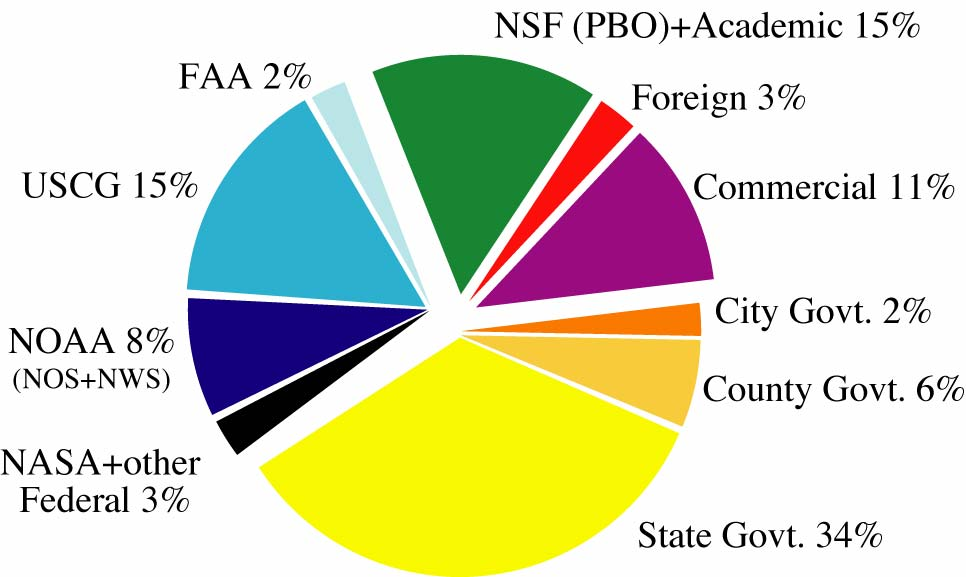 NSF (PBO)+Academic 15%
FAA 2%
Foreign 3%
USCG 15%
Commercial 11%
City Govt. 2%
NOAA 8%
(NOS+NWS)
County Govt. 6%
NASA+other
Federal 3%
State Govt. 34%